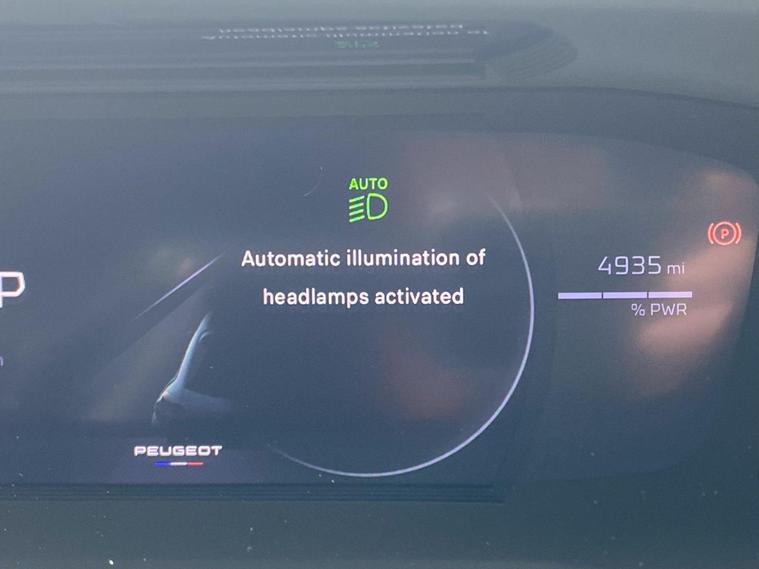 AUTO
Automatic illumination of
headlamps activated
P
4935 mi
% PWR
P
PEUGEOT